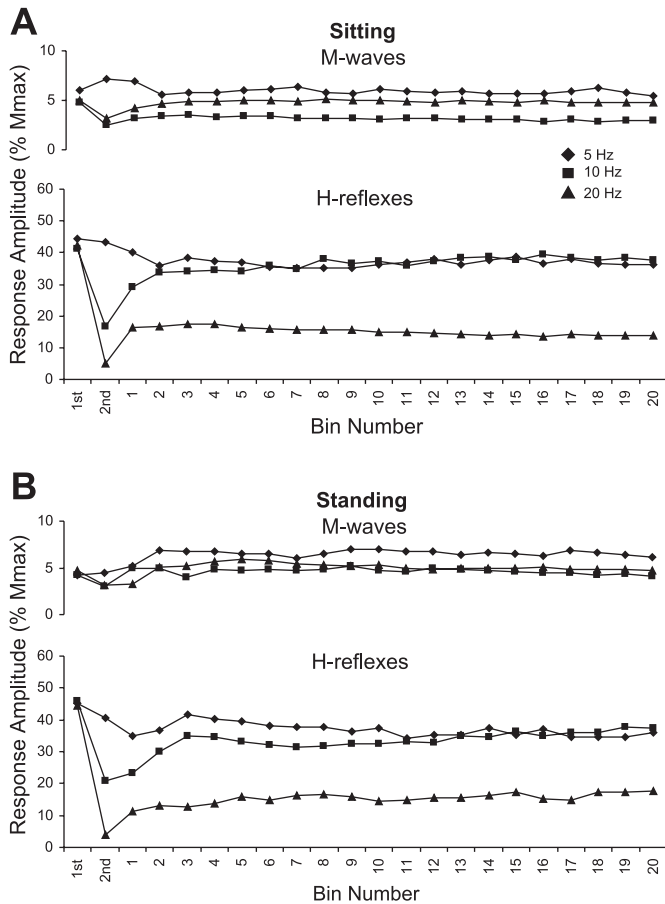 A
Sitting
M-waves
10
5
0
5 Hz
10 Hz
20 Hz
H-reflexes
60
50
40
30
20
10
0
Response Amplitude (% Mmax)
1st 2nd 1 2 3 4 5 6 7 8 9 10 11 12 13 14 15 16 17 18 19 20
Bin Number
B
Standing
M-waves
10
5
0
H-reflexes
60
50
40
30
20
10
0
Response Amplitude (% Mmax)
1st 2nd 1 2 3 4 5 6 7 8 9 10 11 12 13 14 15 16 17 18 19 20
Bin Number